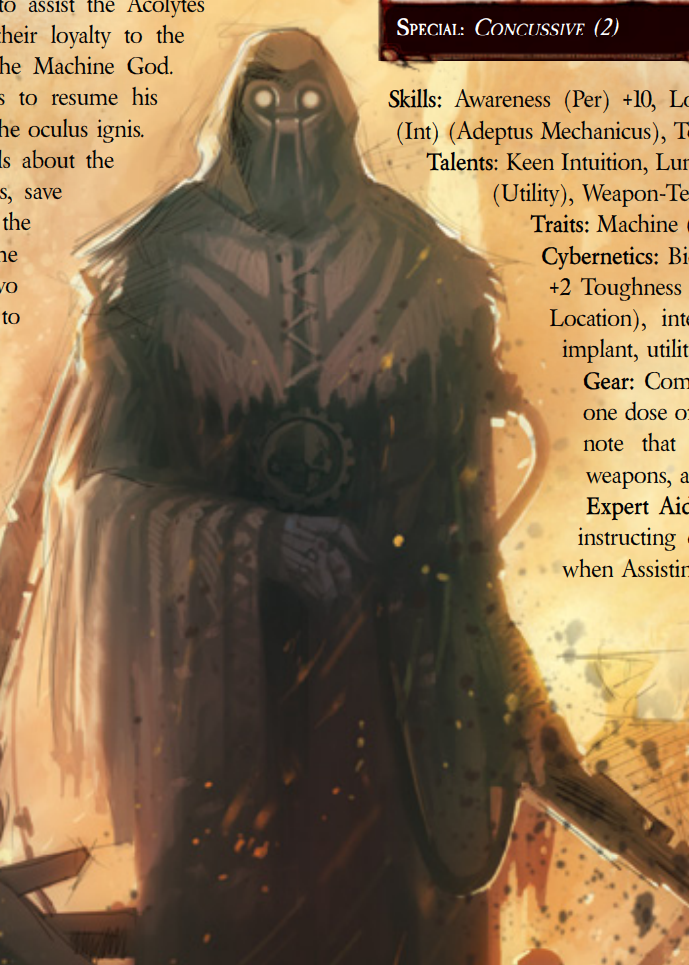 to assist the Acolytes
their loyalty to the
the Machine God.
s to resume his
he oculus ignis.
ls about the
s, save
the
ne
vo
to
SPECIAL: CONCUSSIVE (2)
Skills: Awareness (Per) +10, Lo
(Int) (Adeptus Mechanicus), T
Talents: Keen Intuition, Lu
(Utility), Weapon-Te
Traits: Machine (
Cybernetics: Bi
+2 Toughness
Location), inte
implant, utilit
Gear: Com
one dose o
note that
weapons, a
Expert Aid
instructing
when Assistin